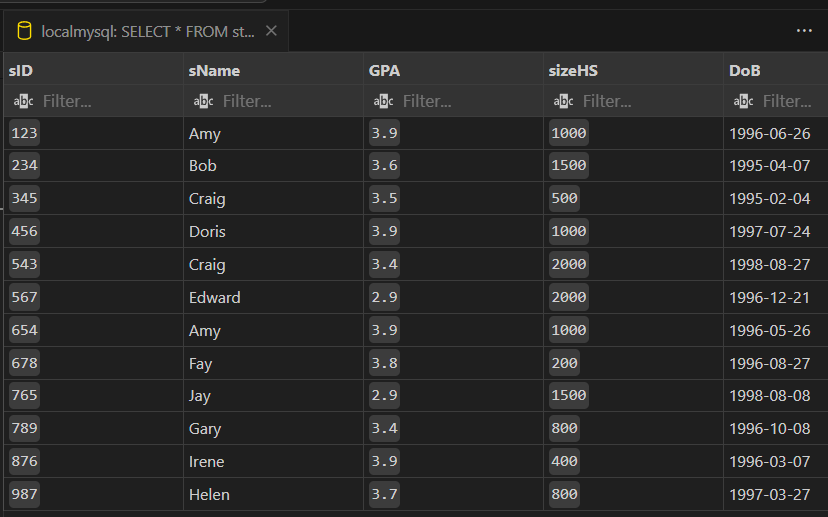 localmysql: SELECT * FROM st...
sID sName GPA sizeHS DoB
abc Filter... abc Filter... abc Filter... abc Filter... abc Filter...
123 Amy 3.9 1000 1996-06-26
234 Bob 3.6 1500 1995-04-07
345 Craig 3.5 500 1995-02-04
456 Doris 3.9 1000 1997-07-24
543 Craig 3.4 2000 1998-08-27
567 Edward 2.9 2000 1996-12-21
654 Amy 3.9 1000 1996-05-26
678 Fay 3.8 200 1996-08-27
765 Jay 2.9 1500 1998-08-08
789 Gary 3.4 800 1996-10-08
876 Irene 3.9 400 1996-03-07
987 Helen 3.7 800 1997-03-27